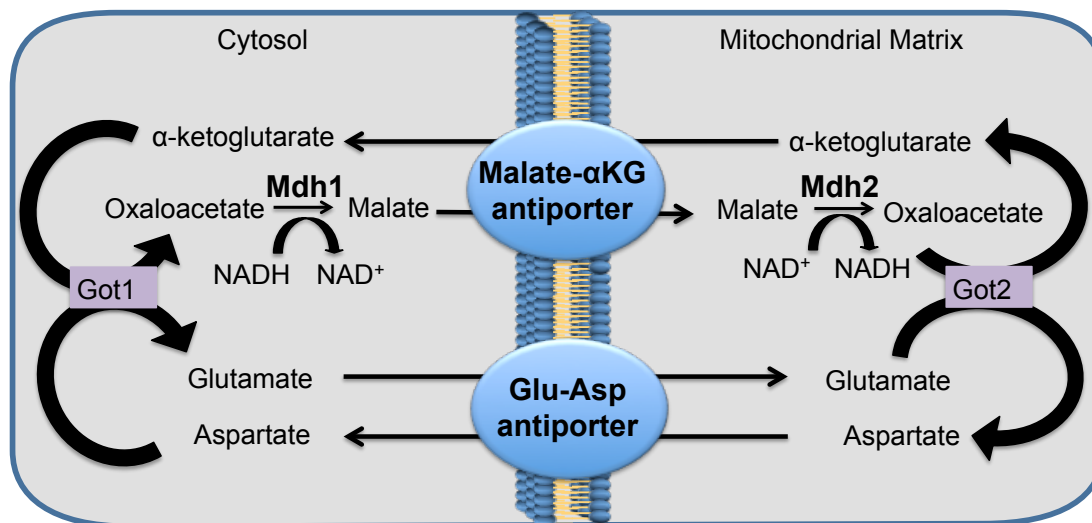 Cytosol
Mitochondrial Matrix
α-ketoglutarate
α-ketoglutarate
Malate-αKG
antiporter
Mdh1
Oxaloacetate
Malate
NADH
NAD⁺
Mdh2
Malate
Oxaloacetate
NAD⁺
NADH
Got1
Got2
Glutamate
Aspartate
Glu-Asp
antiporter
Glutamate
Aspartate